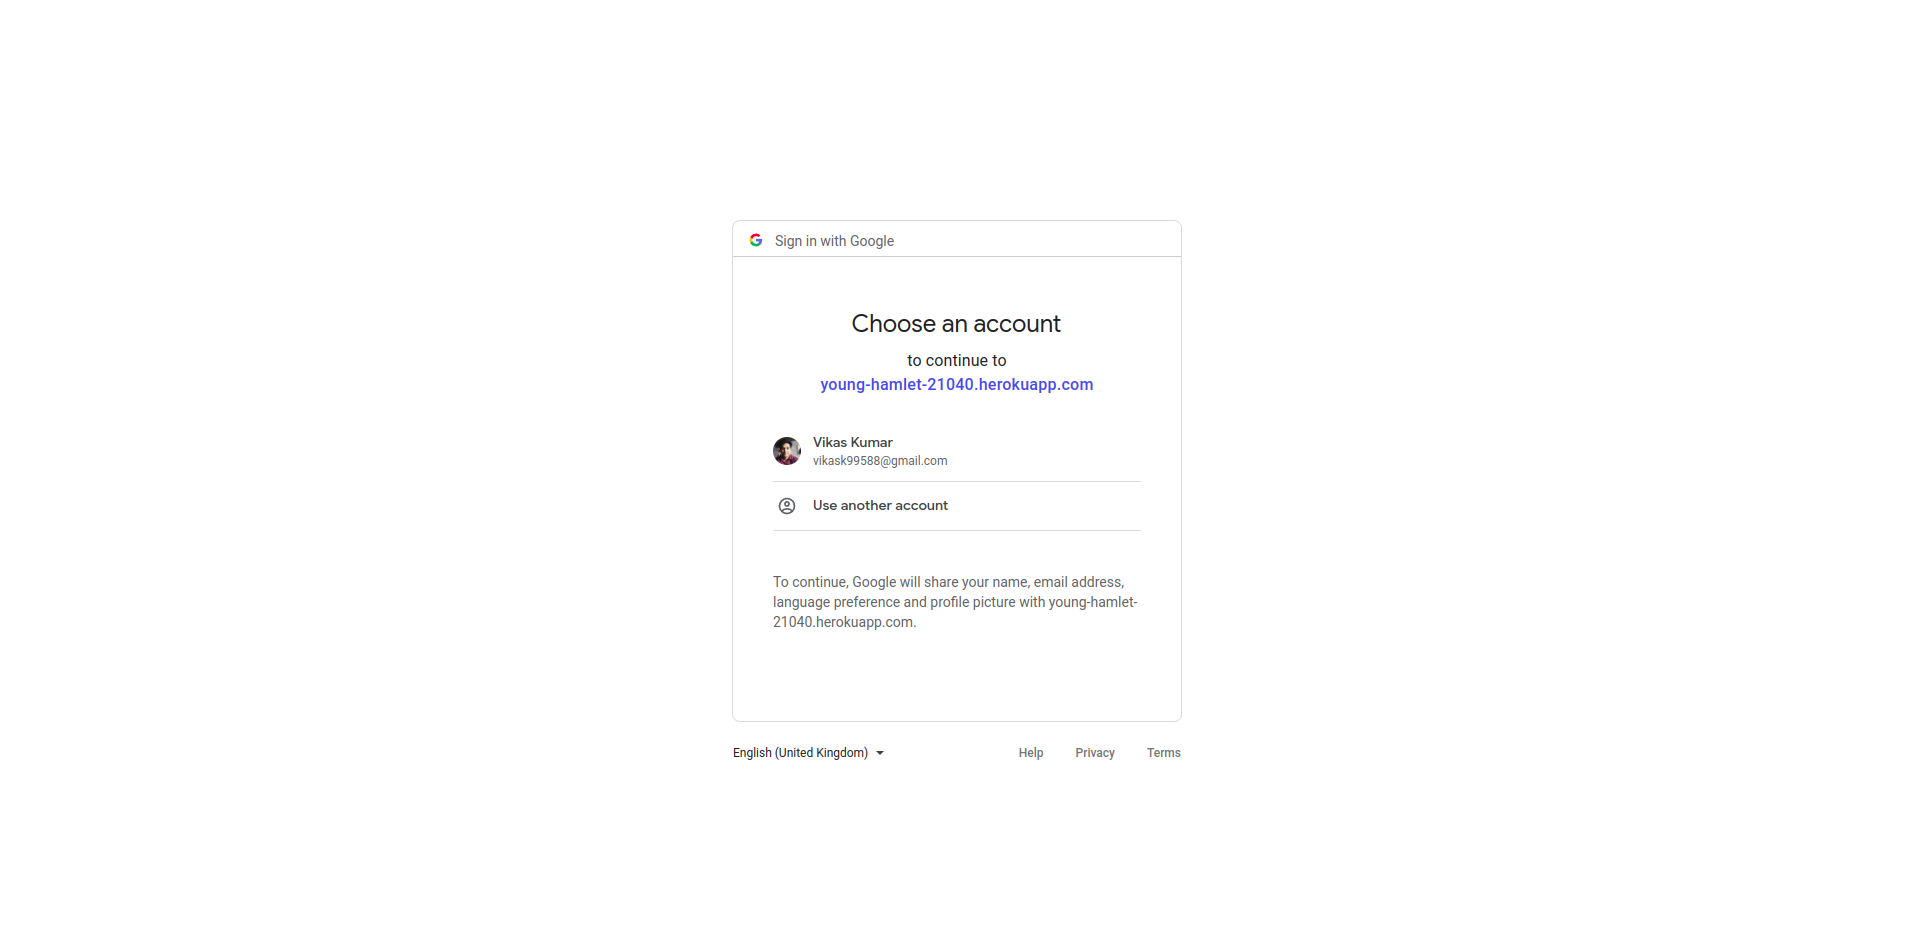 Sign in with Google
Choose an account
to continue to
young-hamlet-21040.herokuapp.com
Vikas Kumar
vikask99588@gmail.com
Use another account
To continue, Google will share your name, email address,
language preference and profile picture with young-hamlet-
21040.herokuapp.com.
English (United Kingdom)
Help
Privacy
Terms